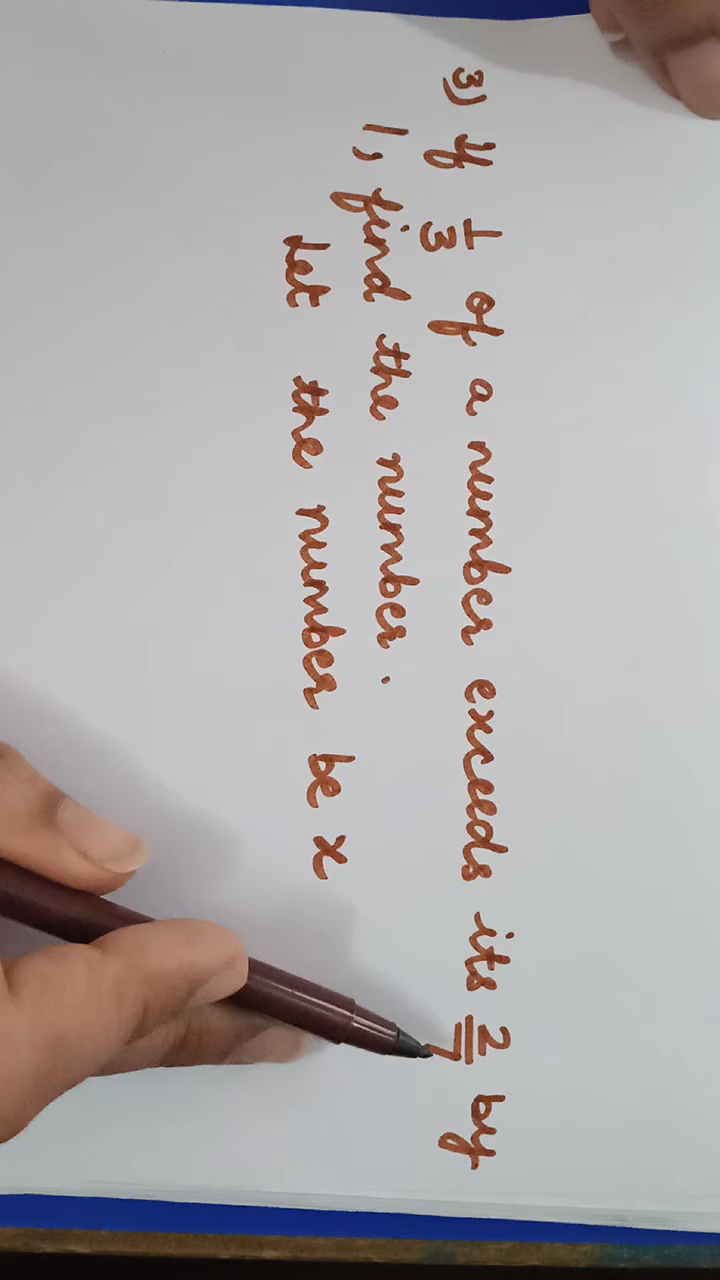 3) If 1/3 of a number exceeds its 2/7 by
1, find the number.
Let the number be x